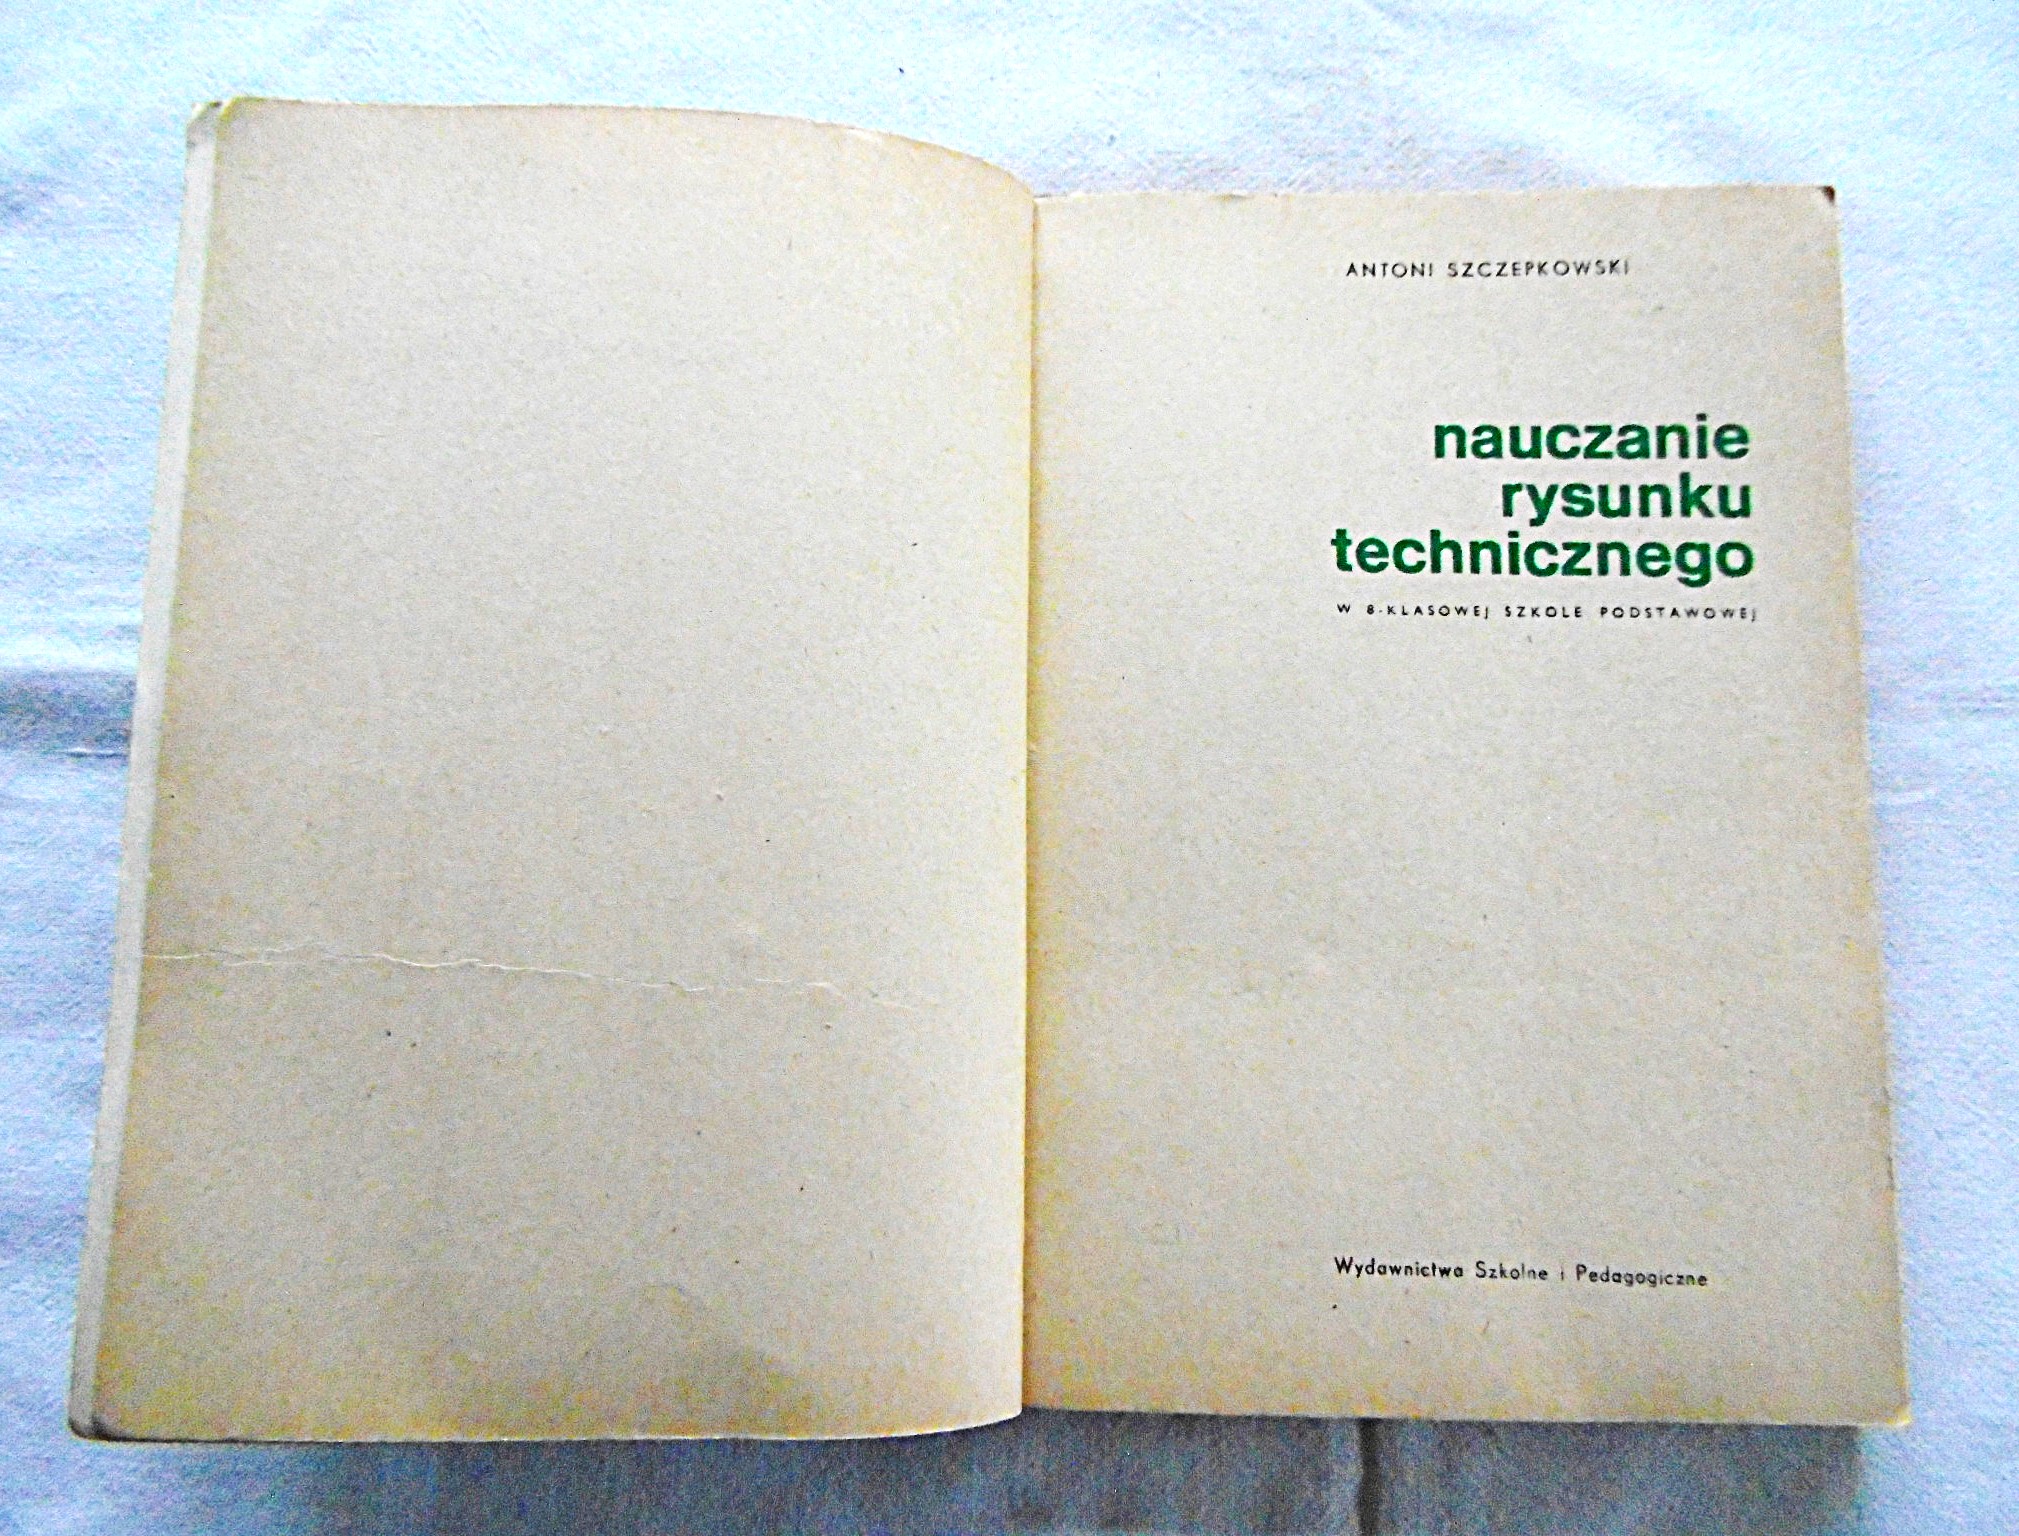 ANTONI SZCZEPKOWSKI
nauczanie
rysunku
technicznego
W 8-KLASOWEJ SZKOLE PODSTAWOWEJ
Wydawnictwa Szkolne i Pedagogiczne